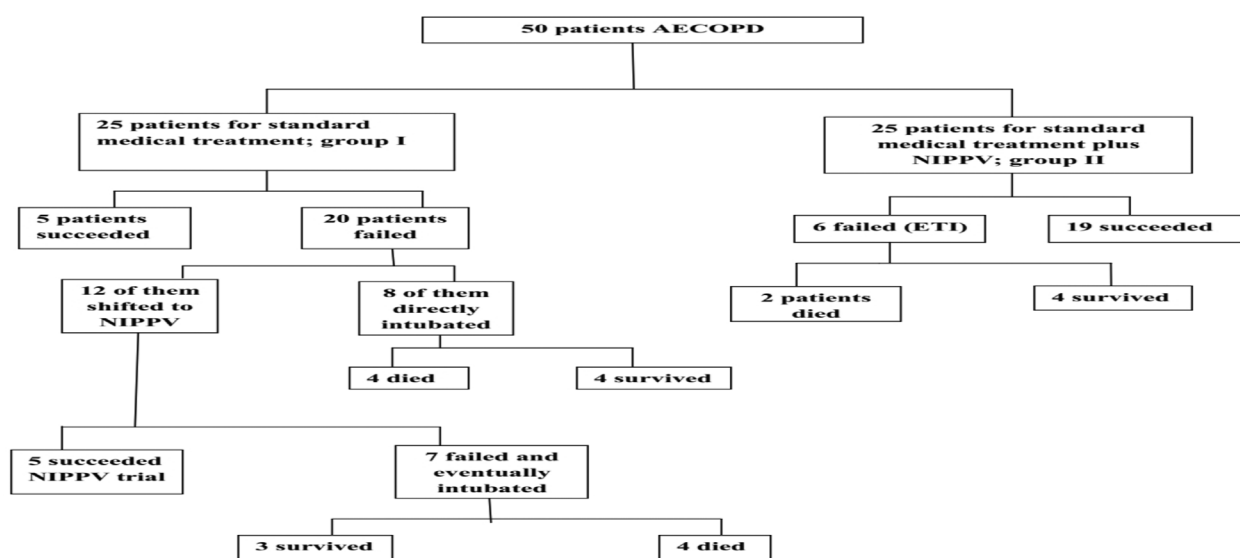 50 patients AECOPD
25 patients for standard
medical treatment; group I
25 patients for standard
medical treatment plus
NIPPV; group II
5 patients
succeeded
20 patients
failed
6 failed (ETI)
19 succeeded
12 of them
shifted to
NIPPV
8 of them
directly
intubated
2 patients
died
4 survived
4 died
4 survived
5 succeeded
NIPPV trial
7 failed and
eventually
intubated
3 survived
4 died